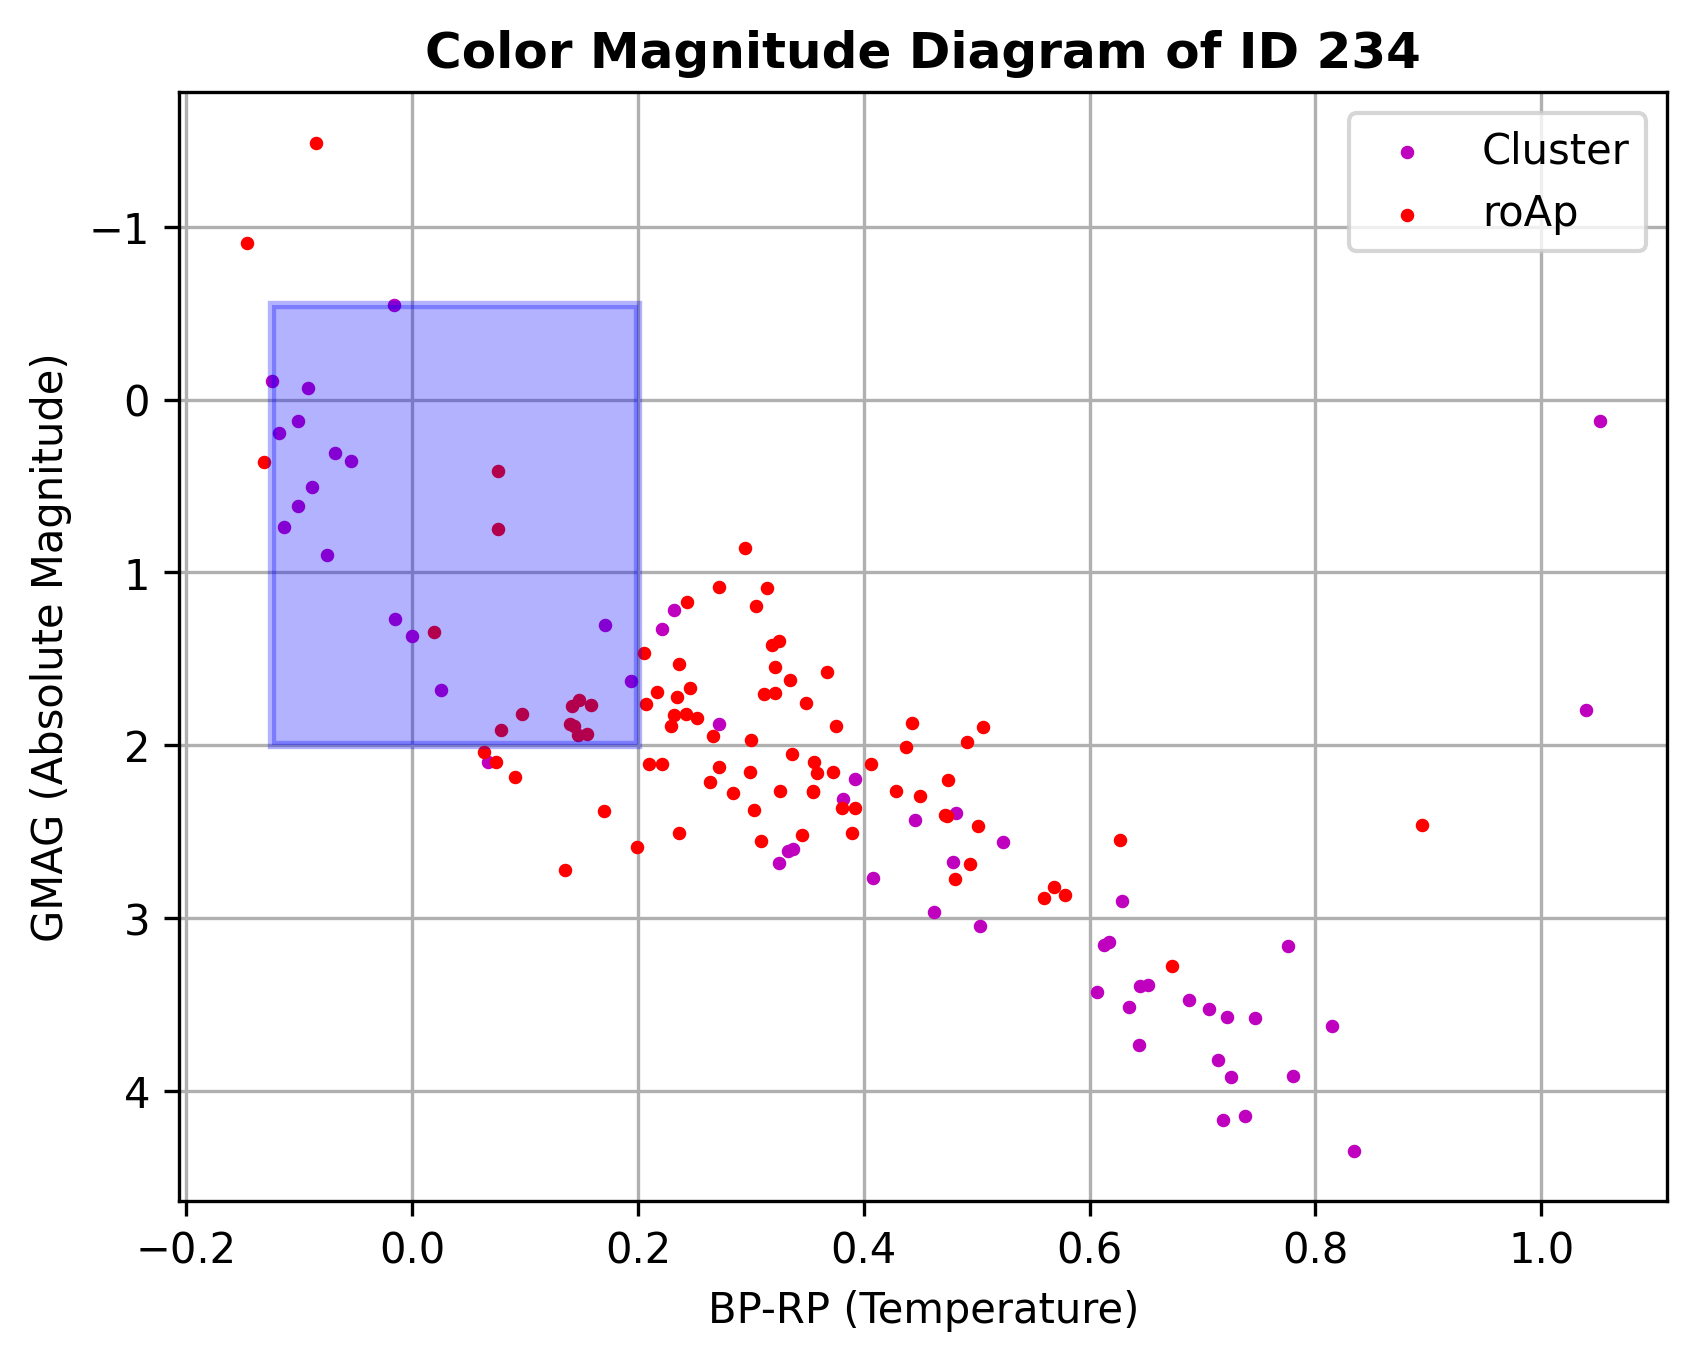 Color Magnitude Diagram of ID 234
Cluster
roAp
GMAG (Absolute Magnitude)
−1
0
1
2
3
4
−0.2 0.0 0.2 0.4 0.6 0.8 1.0
BP-RP (Temperature)